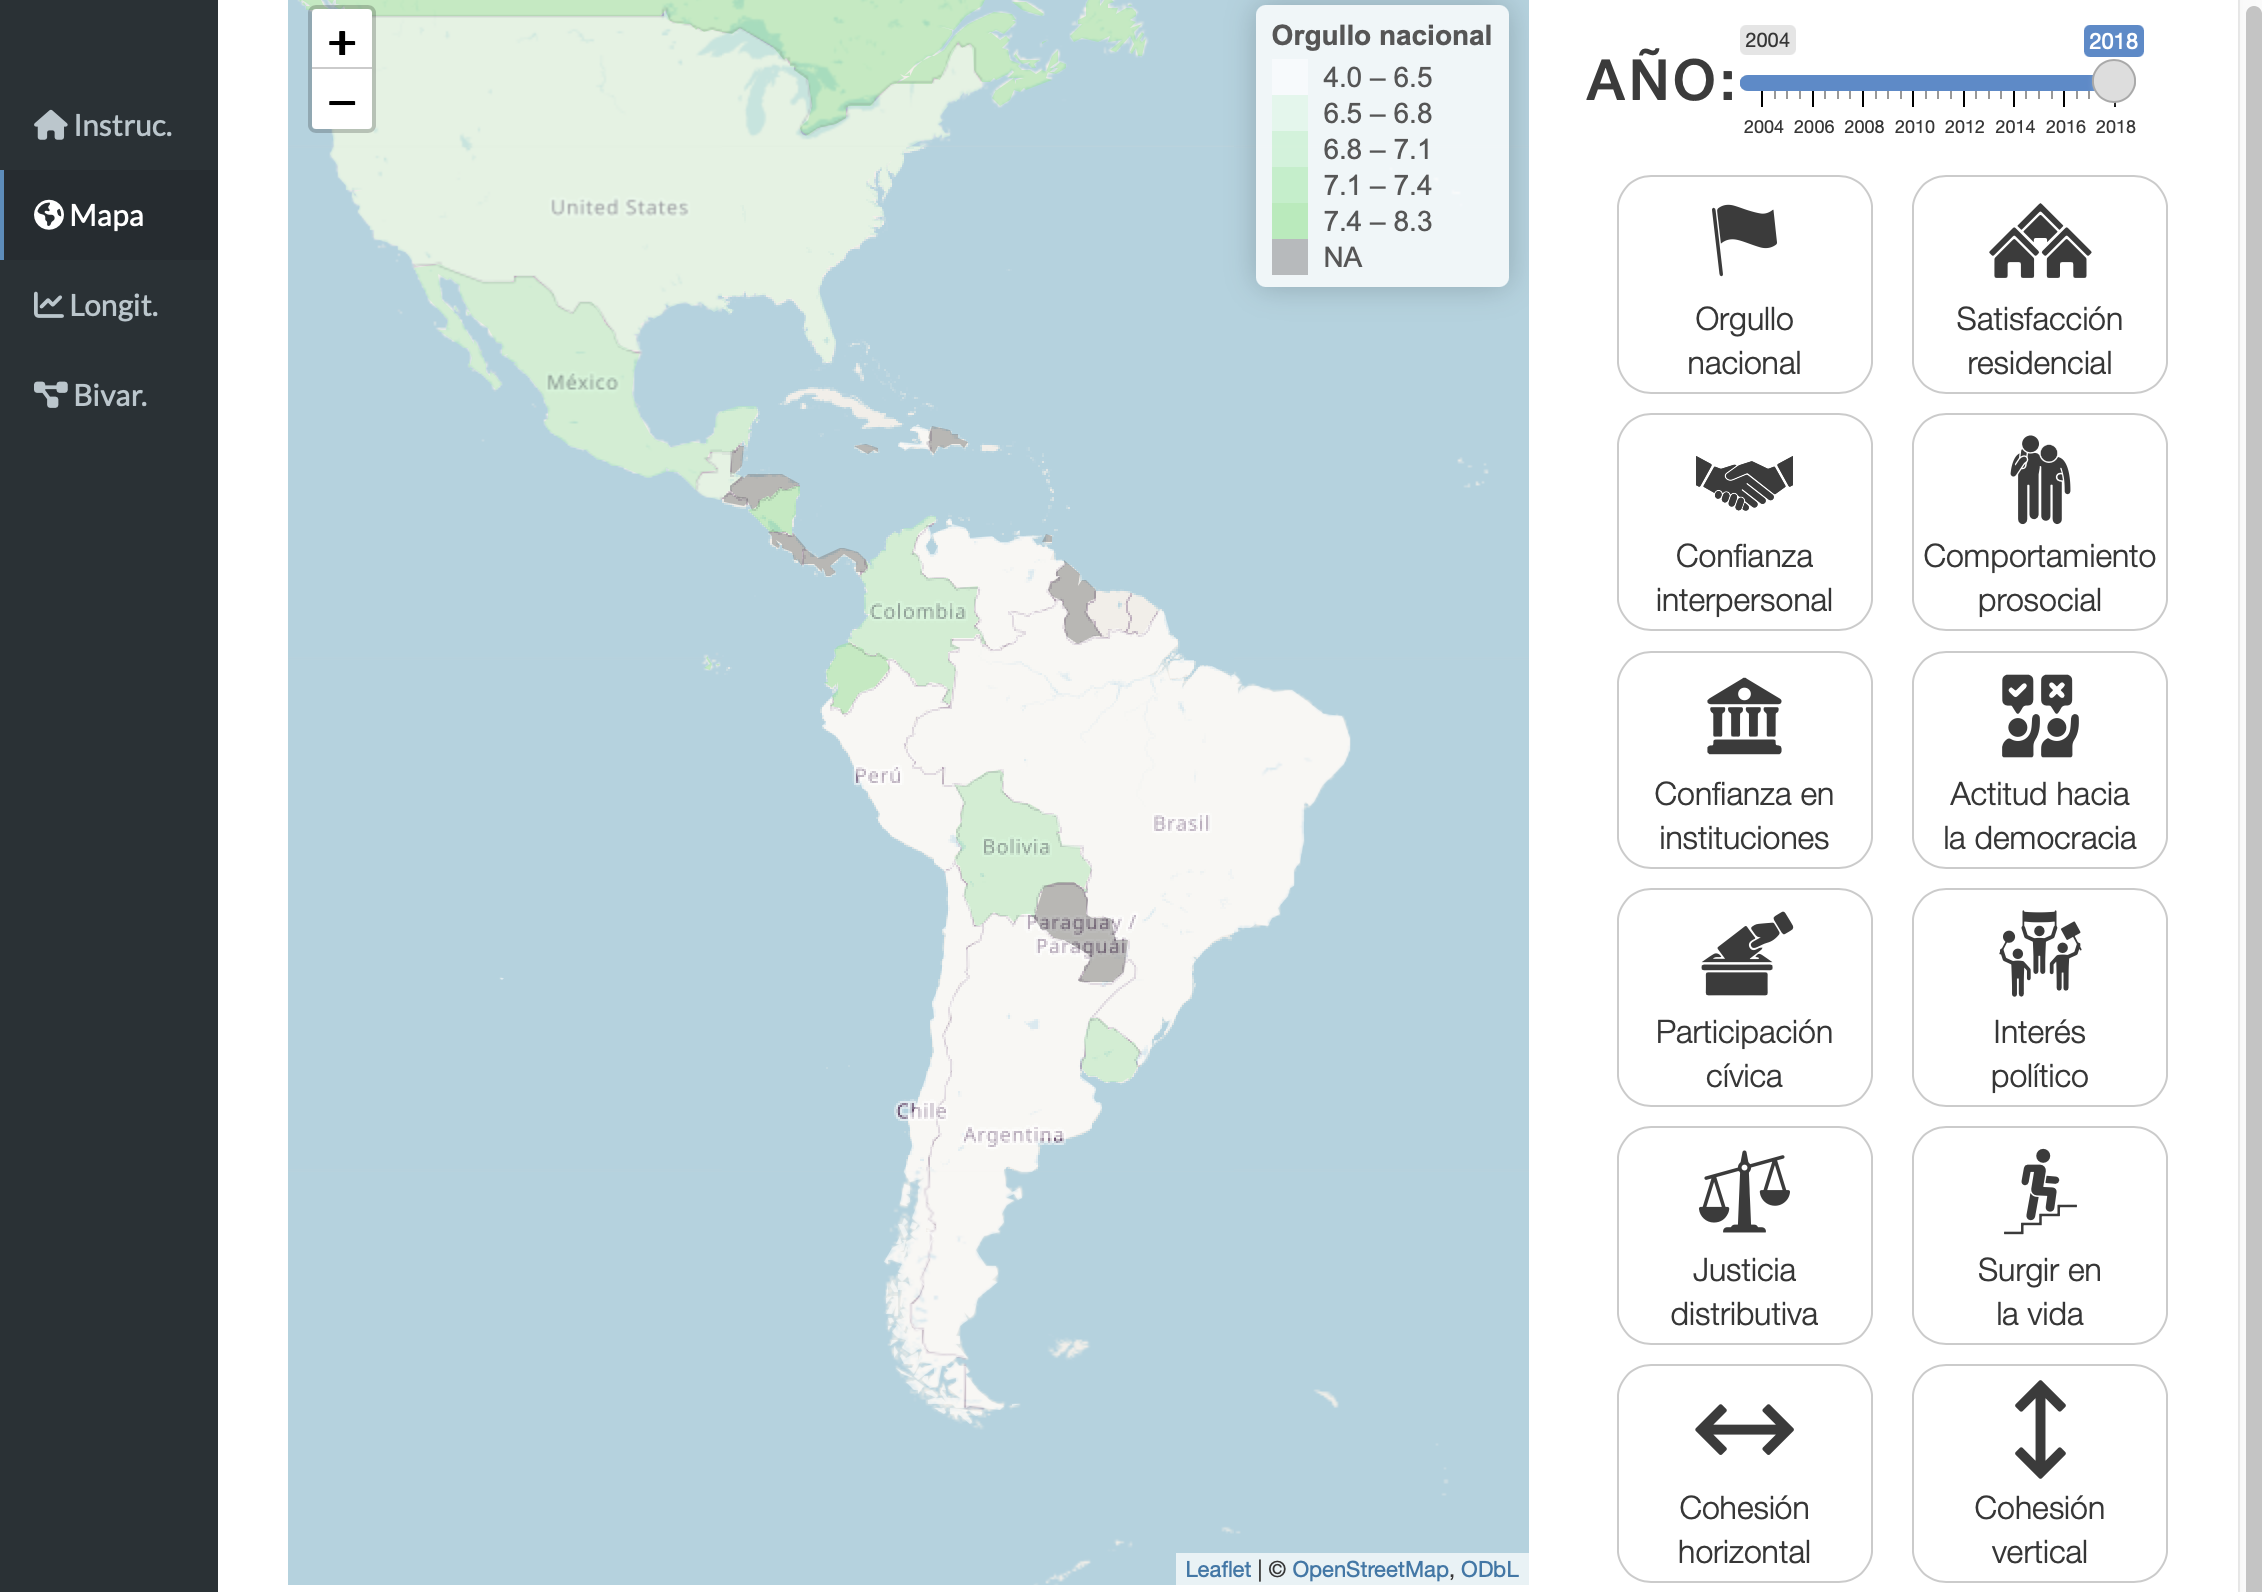 Instruc.
Mapa
Longit.
Bivar.
+
−
United States
México
Colombia
Perú
Brasil
Bolivia
Paraguay /
Paraguái
Chile
Argentina
Orgullo nacional
4.0 – 6.5
6.5 – 6.8
6.8 – 7.1
7.1 – 7.4
7.4 – 8.3
NA
Leaflet | © OpenStreetMap, ODbL
AÑO:
2004
2018
2004 2006 2008 2010 2012 2014 2016 2018
Orgullo
nacional
Satisfacción
residencial
Confianza
interpersonal
Comportamiento
prosocial
Confianza en
instituciones
Actitud hacia
la democracia
Participación
cívica
Interés
político
Justicia
distributiva
Surgir en
la vida
Cohesión
horizontal
Cohesión
vertical